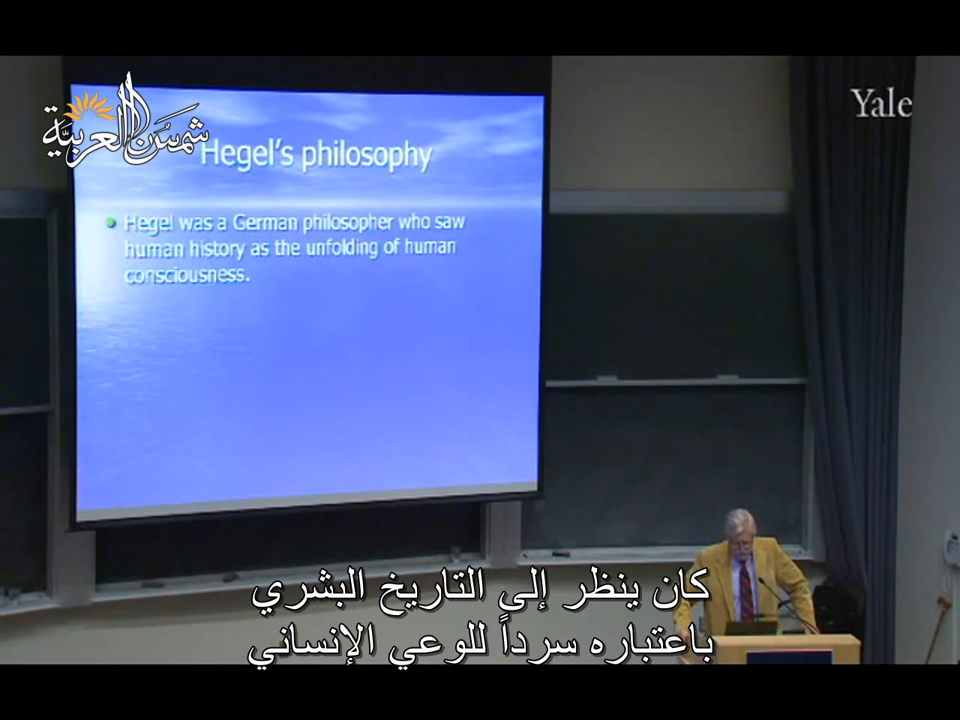 Yale
شمس العربية
Hegel's philosophy
Hegel was a German philosopher who saw
human history as the unfolding of human
consciousness.
كان ينظر إلى التاريخ البشري
باعتباره سرداً للوعي الإنساني